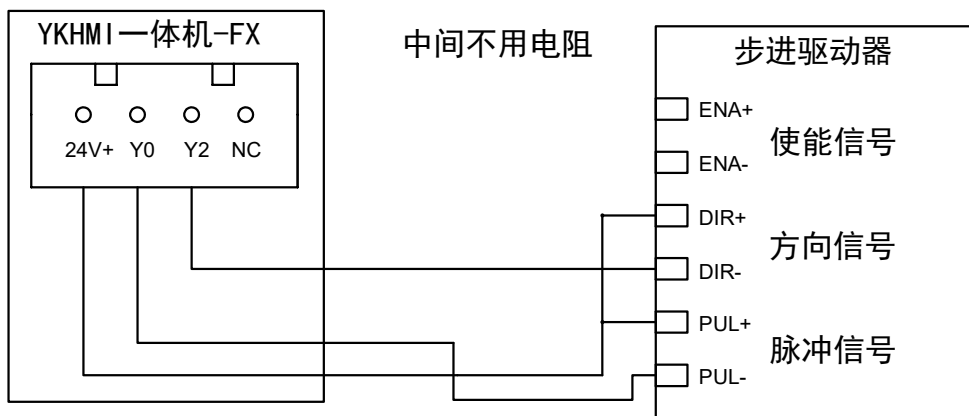 YKHMI一体机-FX
中间不用电阻
步进驱动器
24V+ Y0 Y2 NC
ENA+
使能信号
ENA-
DIR+
方向信号
DIR-
PUL+
脉冲信号
PUL-